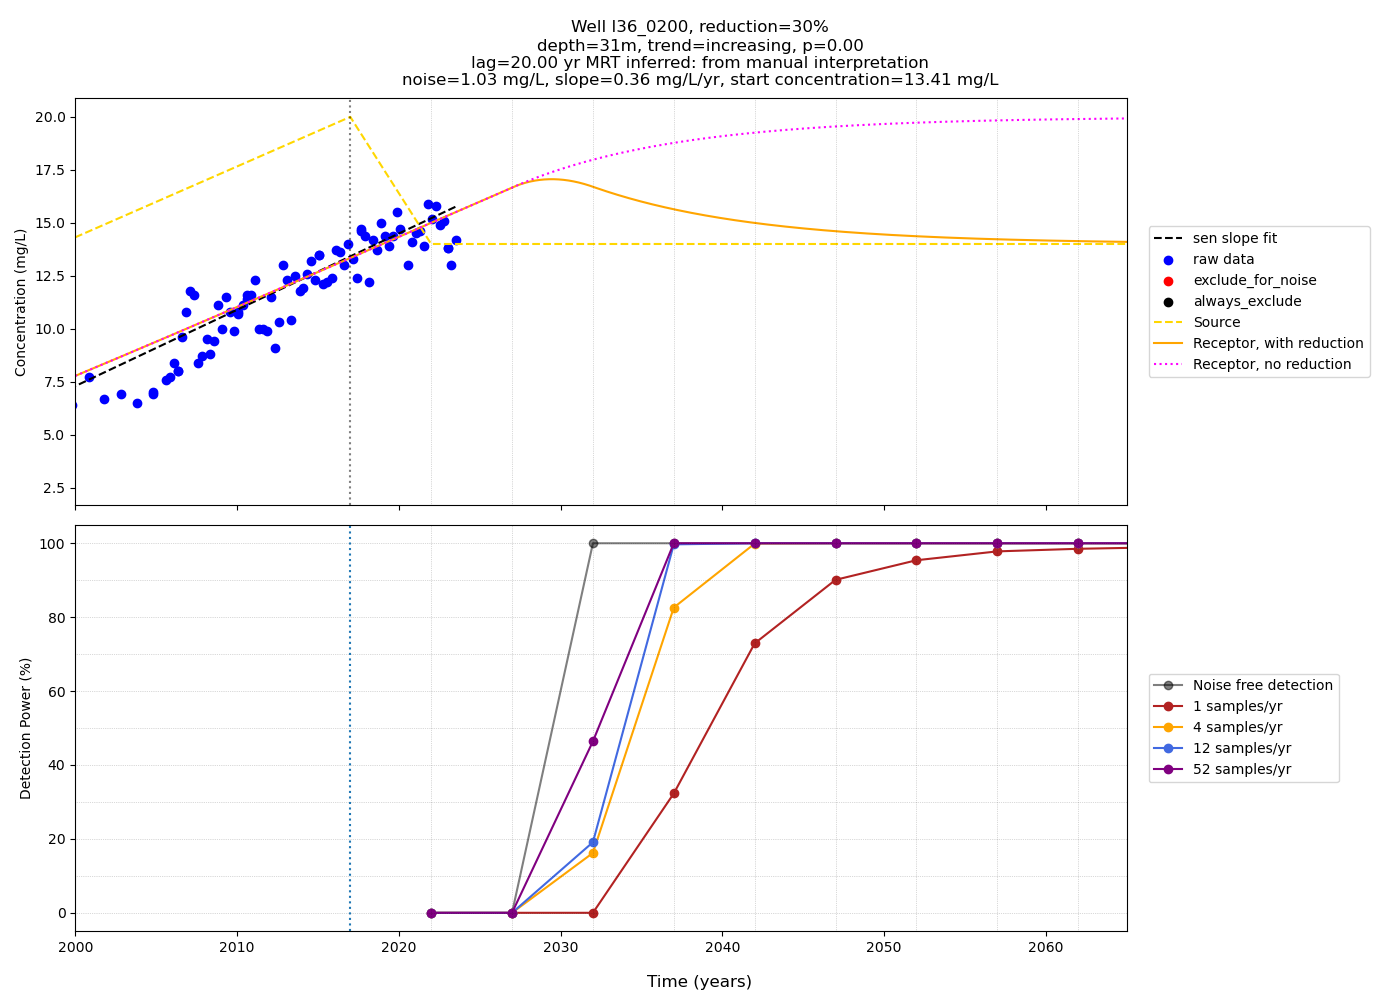 Well l36_0200, reduction=30%
depth=31m, trend=increasing, p=0.00
lag=20.00 yr MRT inferred: from manual interpretation
noise=1.03 mg/L, slope=0.36 mg/L/yr, start concentration=13.41 mg/L
Concentration (mg/L)
20.0
17.5
15.0
12.5
10.0
7.5
5.0
2.5
sen slope fit
raw data
exclude_for_noise
always_exclude
Source
Receptor, with reduction
Receptor, no reduction
Detection Power (%)
100
80
60
40
20
0
2000
2010
2020
2030
2040
2050
2060
Time (years)
Noise free detection
1 samples/yr
4 samples/yr
12 samples/yr
52 samples/yr